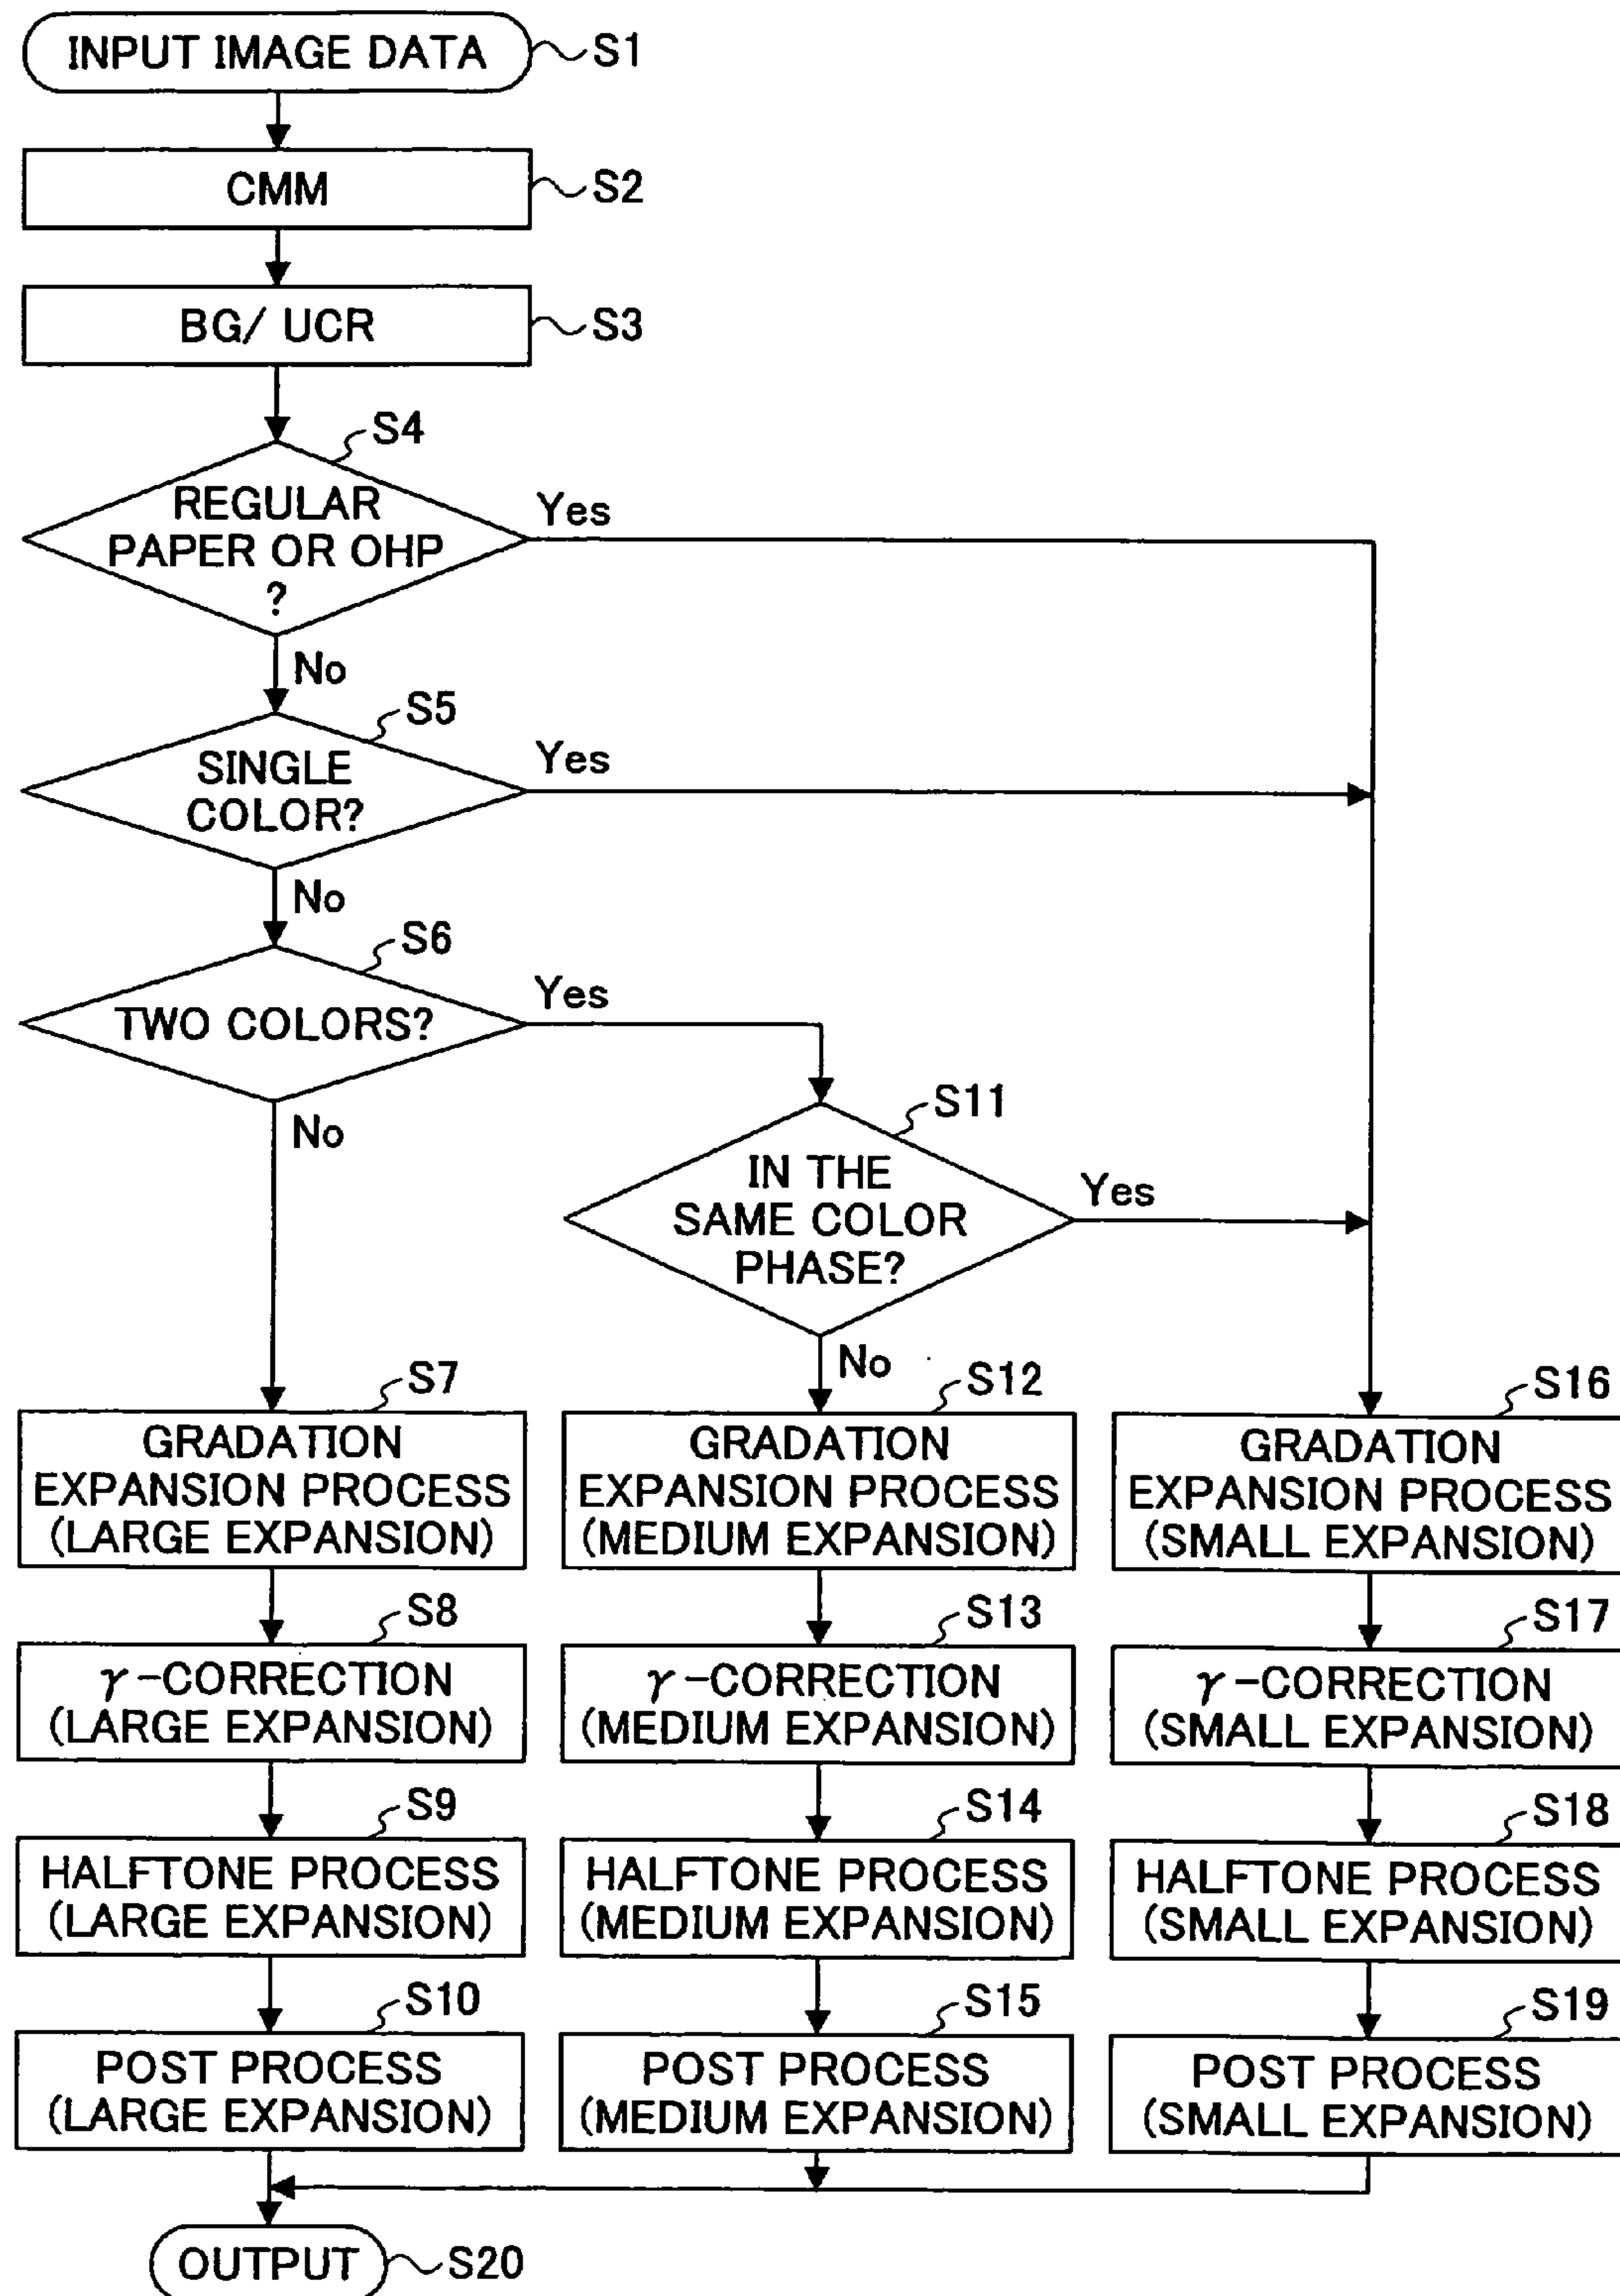 INPUT IMAGE DATA
S1
CMM
S2
BG/ UCR
S3
S4
REGULAR
PAPER OR OHP
?
Yes
No
S5
SINGLE
COLOR?
Yes
No
S6
TWO COLORS?
Yes
No
S11
IN THE
SAME COLOR
PHASE?
Yes
No
S7
GRADATION
EXPANSION PROCESS
(LARGE EXPANSION)
S8
γ-CORRECTION
(LARGE EXPANSION)
S9
HALFTONE PROCESS
(LARGE EXPANSION)
S10
POST PROCESS
(LARGE EXPANSION)
S12
GRADATION
EXPANSION PROCESS
(MEDIUM EXPANSION)
S13
γ-CORRECTION
(MEDIUM EXPANSION)
S14
HALFTONE PROCESS
(MEDIUM EXPANSION)
S15
POST PROCESS
(MEDIUM EXPANSION)
S16
GRADATION
EXPANSION PROCESS
(SMALL EXPANSION)
S17
γ-CORRECTION
(SMALL EXPANSION)
S18
HALFTONE PROCESS
(SMALL EXPANSION)
S19
POST PROCESS
(SMALL EXPANSION)
OUTPUT
S20